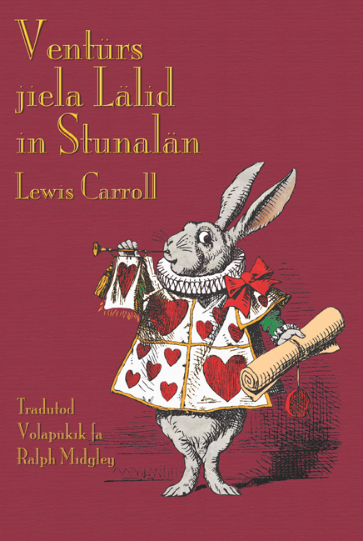 Ventürs
jiela Lälid
in Stunalän
Lewis Carroll
Tradutod
Volapükik fa
Ralph Midgley